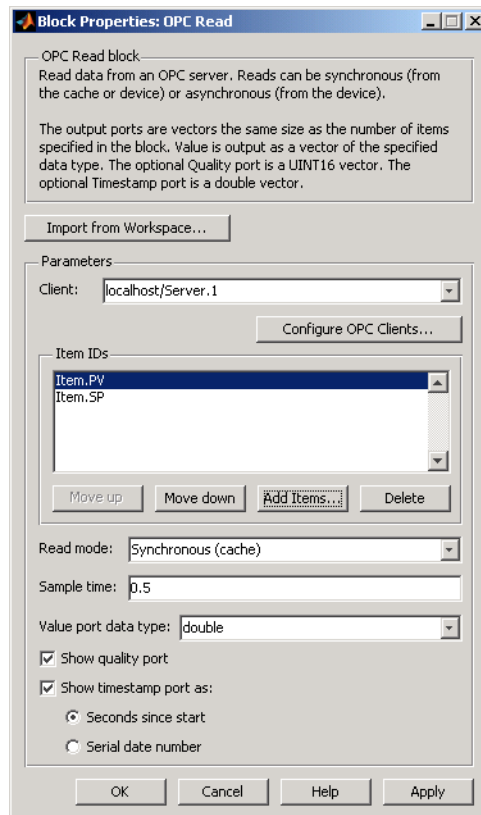 Block Properties: OPC Read
OPC Read block
Read data from an OPC server. Reads can be synchronous (from
the cache or device) or asynchronous (from the device).
The output ports are vectors the same size as the number of items
specified in the block. Value is output as a vector of the specified
data type. The optional Quality port is a UINT16 vector. The
optional Timestamp port is a double vector.
Import from Workspace...
Parameters
Client: localhost/Server.1
Configure OPC Clients...
Item IDs
Item.PV
Item.SP
Move up Move down Add Items... Delete
Read mode: Synchronous (cache)
Sample time: 0.5
Value port data type: double
Show quality port
Show timestamp port as:
Seconds since start
Serial date number
OK Cancel Help Apply